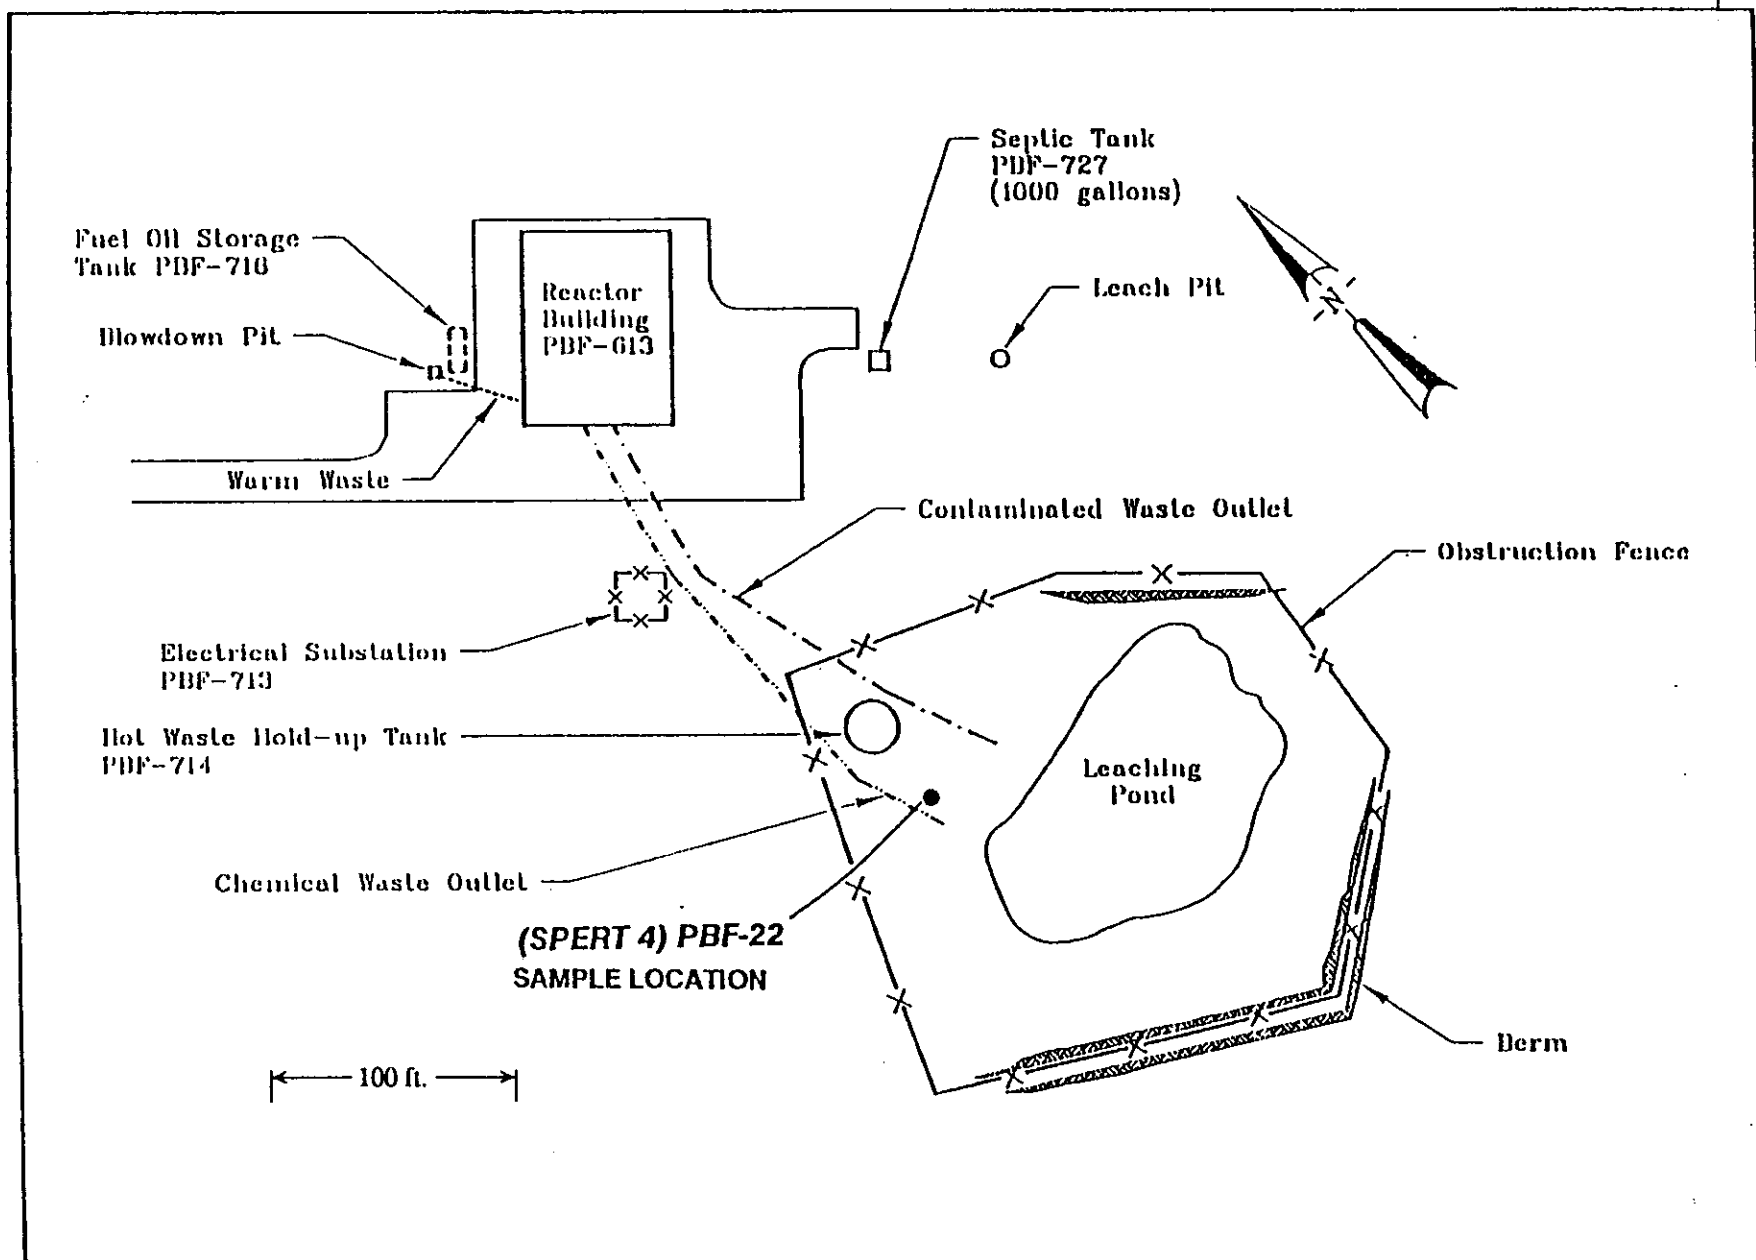 Septic Tank
PBF-727
(1000 gallons)
Fuel Oil Storage
Tank PBF-716
Reactor
Building
PBF-613
Leach Pit
N
Blowdown Pit
Warm Waste
Contaminated Waste Outlet
Obstruction Fence
Electrical Substation
PBF-713
Hot Waste Hold-up Tank
PBF-714
Leaching
Pond
Chemical Waste Outlet
(SPERT 4) PBF-22
SAMPLE LOCATION
Berm
100 ft.